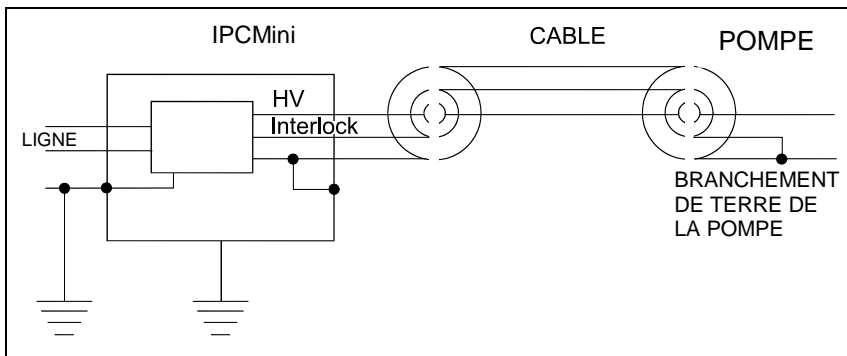 IPCMini
CABLE
POMPE
HV
Interlock
LIGNE
BRANCHEMENT
DE TERRE DE
LA POMPE